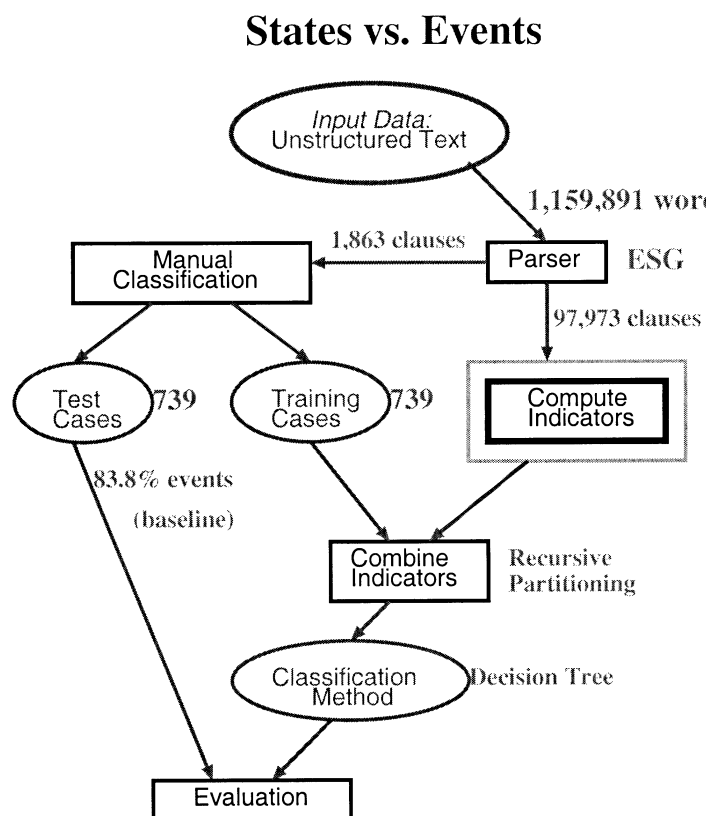 States vs. Events
Input Data:
Unstructured Text
1,159,891
1,863 clauses
Manual
Classification
Parser
ESG
97,973 clauses
Test
Cases
739
Training
Cases
739
Compute
Indicators
83.8% events
(baseline)
Combine
Indicators
Recursive
Partitioning
Classification
Method
Decision Tree
Evaluation